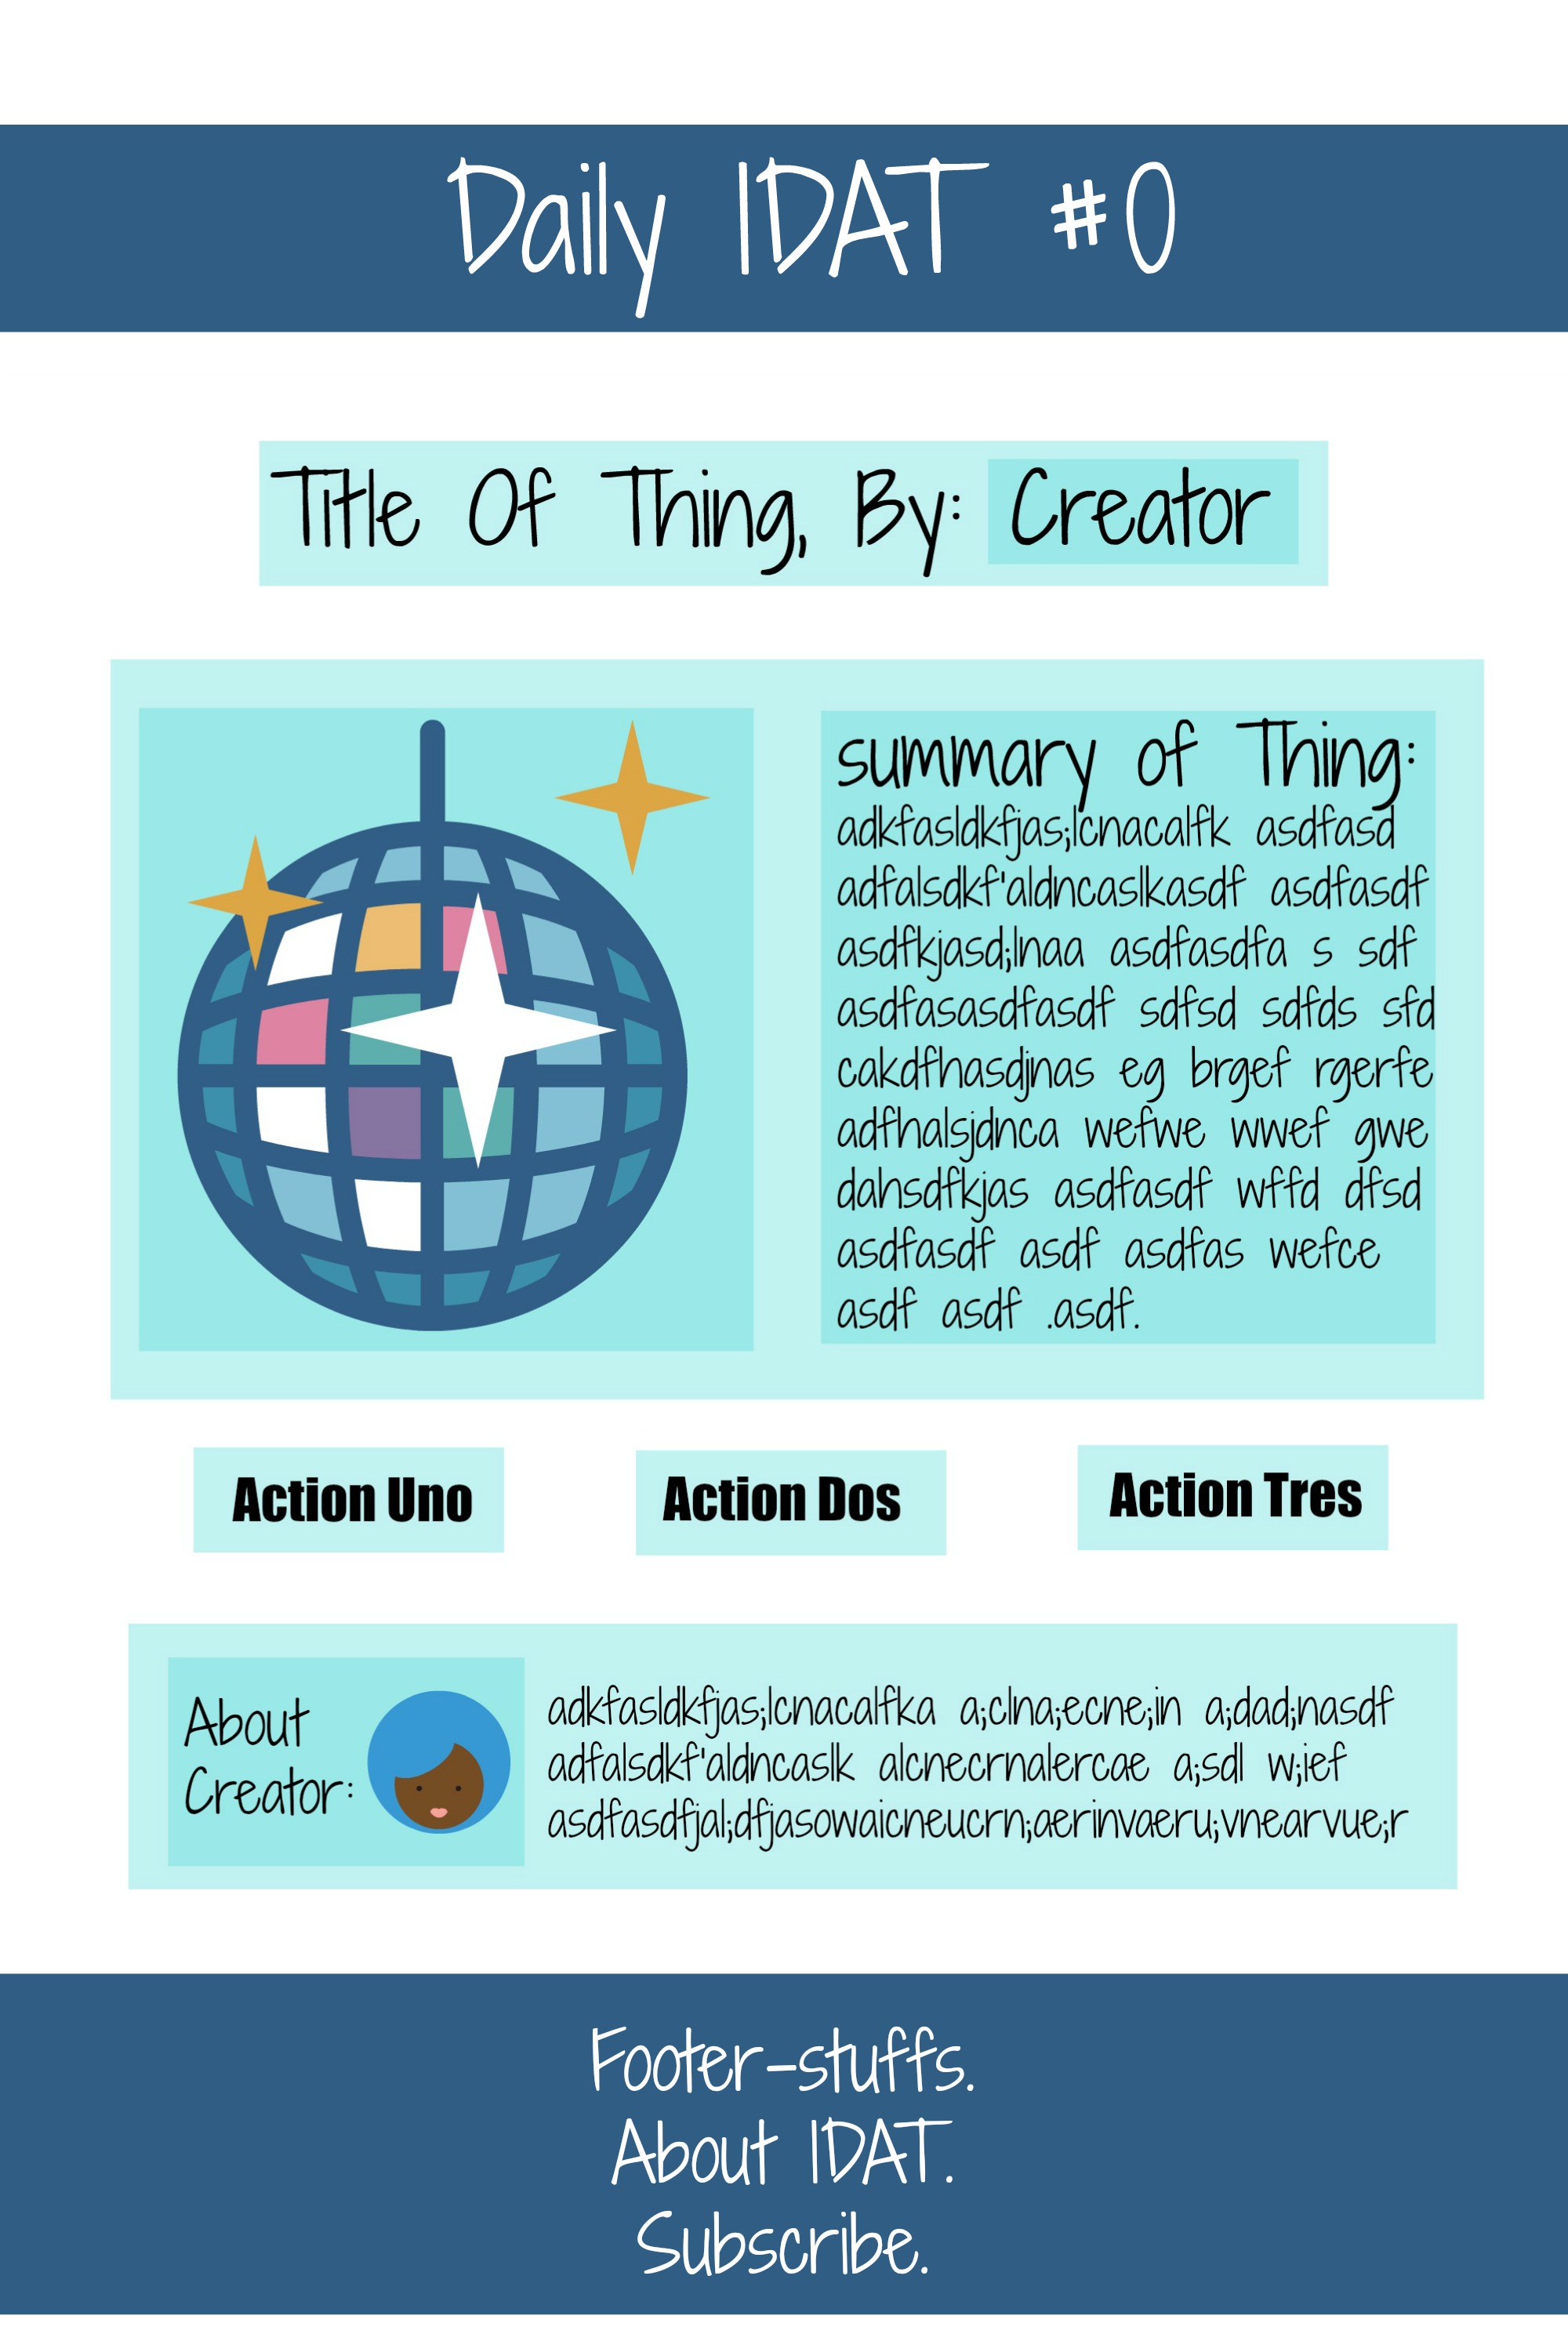 Daily IDAT #0
Title Of Thing, By: Creator
summary of Thing:
adkfasldkfjas;lcnacalfk asdfasd
adfalsdkf'aldncaslkasdf asdfasdf
asdfkjasd;lnaa asdfasdfa s sdf
asdfasasdfasdf sdfsd sdfds sfd
cakdfhasdjnas eg brgef rgerfe
adfhalsjdnca wefwe wwef gwe
dahsdfkjas asdfasdf wffd dfsd
asdfasdf asdf asdfas wefce
asdf asdf .asdf.
Action Uno
Action Dos
Action Tres
About
Creator:
adkfasldkfjas;lcnacalfka a;clna;ecne;in a;dad;nasdf
adfalsdkf'aldncaslk alcnecrnalercae a;sdl w;ief
asdfasdfjal;dfjasowaicneucrn;aerinvaeru;vnearvue;r
Footer-stuffs.
About IDAT.
Subscribe.